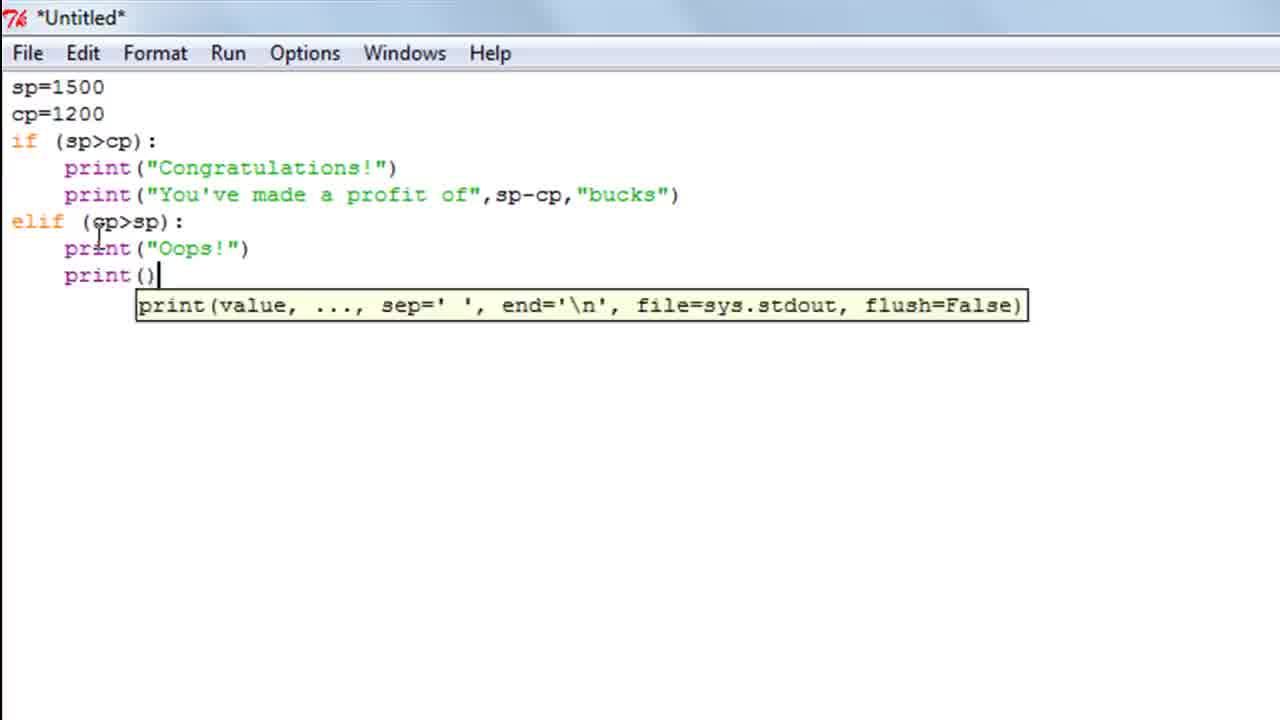 *Untitled*
File Edit Format Run Options Windows Help
sp=1500
cp=1200
if (sp>cp):
    print("Congratulations!")
    print("You've made a profit of",sp-cp,"bucks")
elif (cp>sp):
    print("Oops!")
    print()
print(value, ..., sep=' ', end='\n', file=sys.stdout, flush=False)